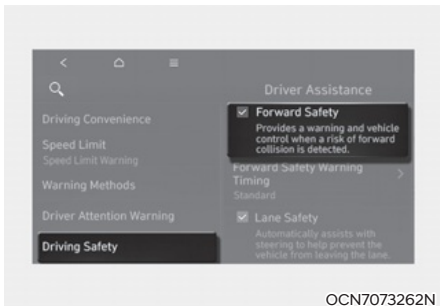 Driver Assistance
Driving Convenience
Speed Limit
Speed Limit Warning
Warning Methods
Driver Attention Warning
Driving Safety
Forward Safety
Provides a warning and vehicle
control when a risk of forward
collision is detected.
Forward Safety Warning
Timing
Standard
Lane Safety
Automatically assists with
steering to help prevent the
vehicle from leaving the lane.
OCN7073262N